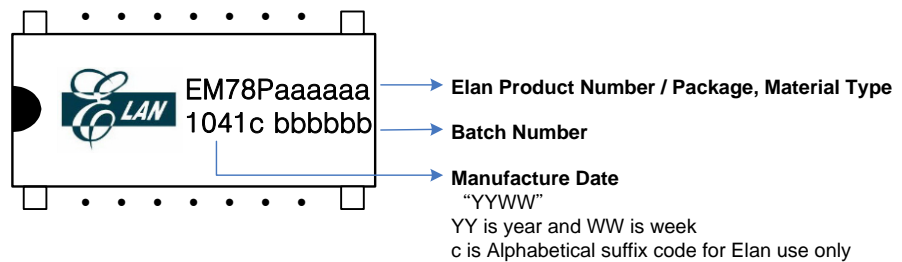 ELAN
EM78Paaaaaa
1041c bbbbbb
Elan Product Number / Package, Material Type
Batch Number
Manufacture Date
“YYWW”
YY is year and WW is week
c is Alphabetical suffix code for Elan use only